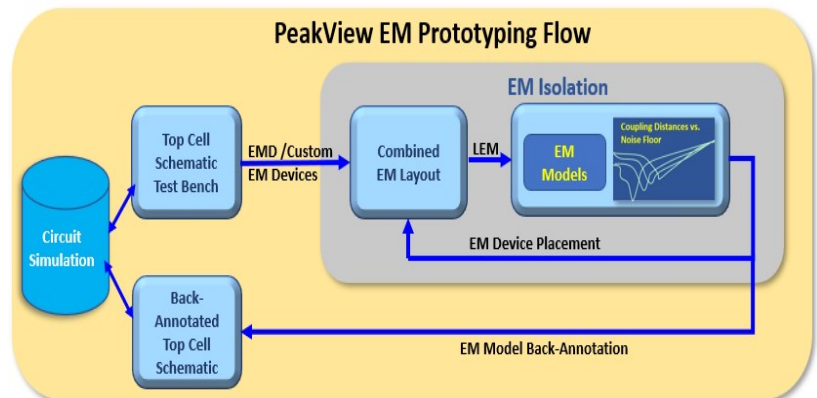 PeakView EM Prototyping Flow
EM Isolation
Top Cell
Schematic
Test Bench
EMD /Custom
EM Devices
Combined
EM Layout
LEM
EM
Models
Coupling Distances vs.
Noise Floor
Circuit
Simulation
EM Device Placement
Back-
Annotated
Top Cell
Schematic
EM Model Back-Annotation